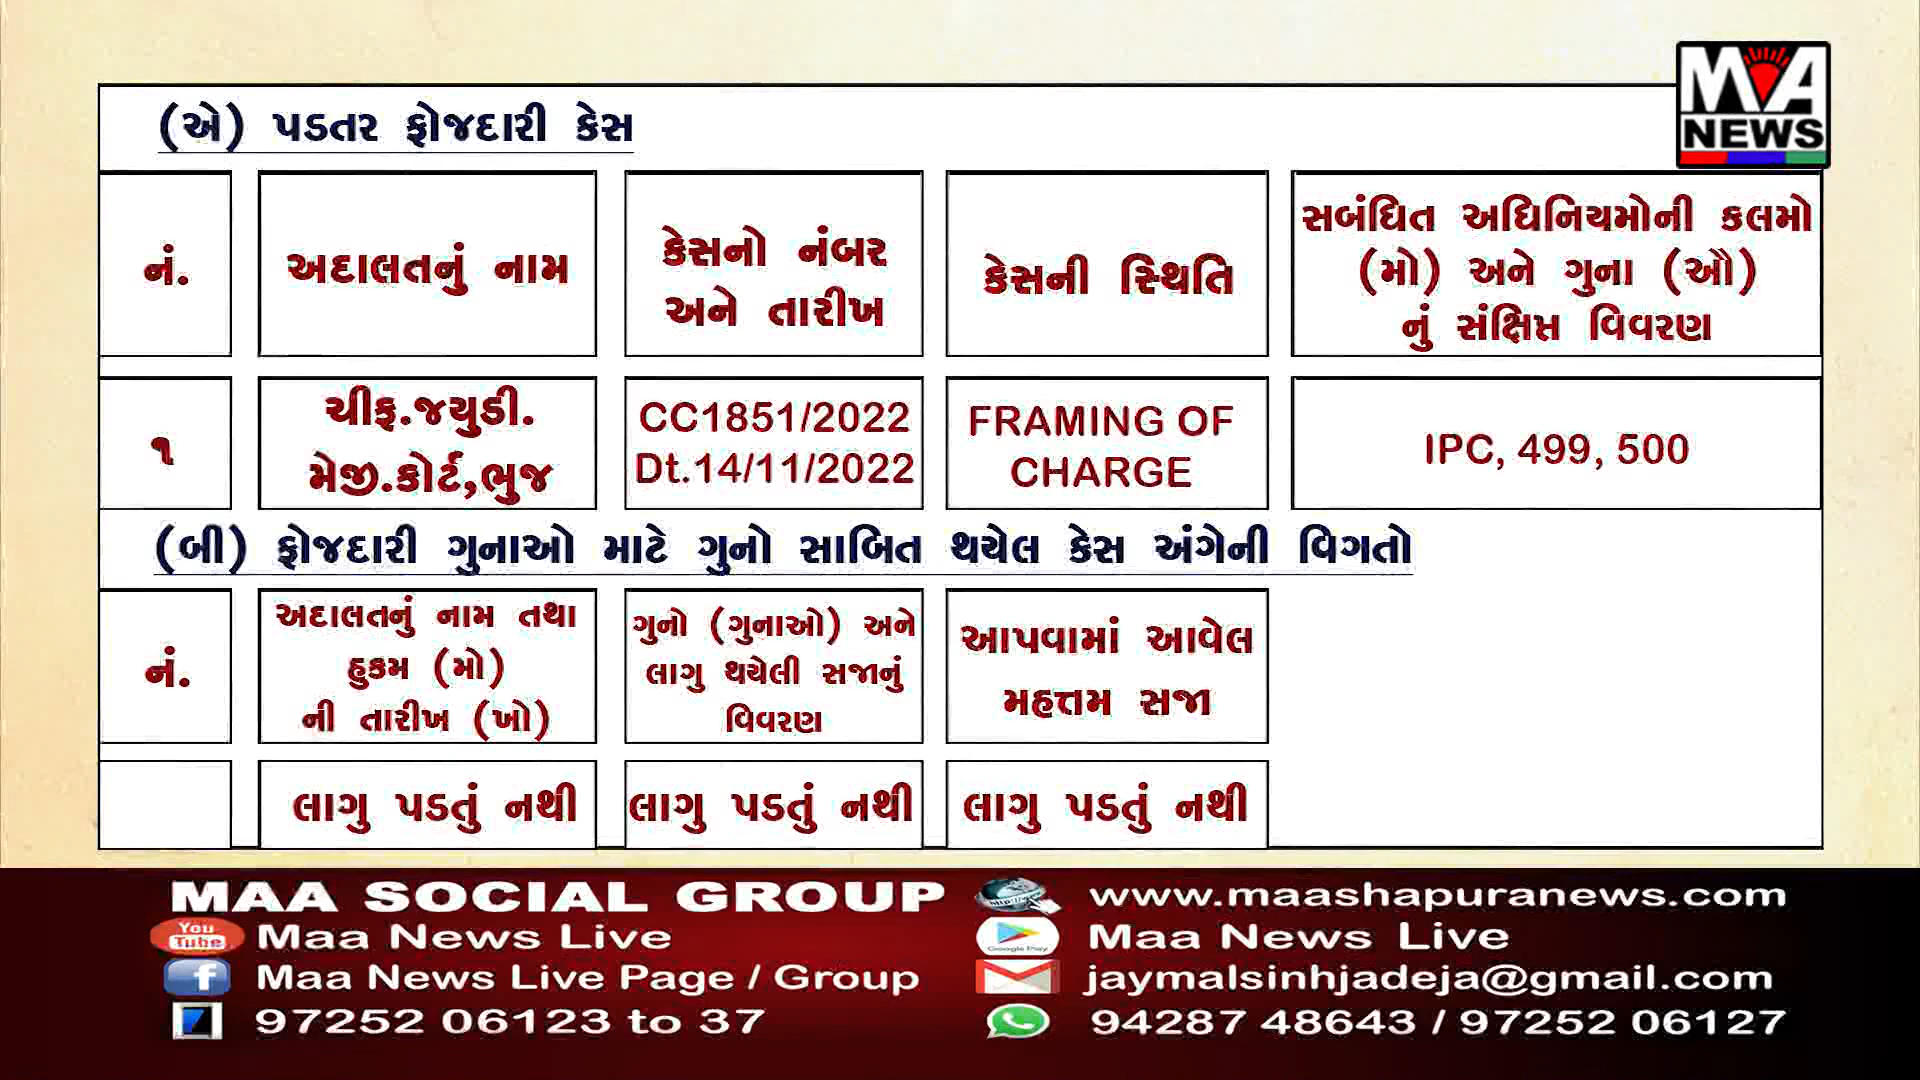 MAA
NEWS
(એ) પડતર ફોજદારી કેસ
નં.
અદાલતનું નામ
કેસનો નંબર
અને તારીખ
કેસની સ્થિતિ
સબંધિત અધિનિયમોની કલમો
(મો) અને ગુના (ઔ)
નું સંક્ષિપ્ત વિવરણ
૧
ચીફ.જયુડી.
મેજી.કોર્ટ,ભુજ
CC1851/2022
Dt.14/11/2022
FRAMING OF
CHARGE
IPC, 499, 500
(બી) ફોજદારી ગુનાઓ માટે ગુનો સાબિત થયેલ કેસ અંગેની વિગતો
નં.
અદાલતનું નામ તથા
હુકમ (મો)
ની તારીખ (ખો)
ગુનો (ગુનાઓ) અને
લાગુ થયેલી સજાનું
વિવરણ
આપવામાં આવેલ
મહત્તમ સજા
લાગુ પડતું નથી
લાગુ પડતું નથી
લાગુ પડતું નથી
MAA SOCIAL GROUP
You
Tube
Maa News Live
f
Maa News Live Page / Group
97252 06123 to 37
http://
www.maashapuranews.com
Google Play
Maa News Live
jaymalsinhjadeja@gmail.com
94287 48643 / 97252 06127